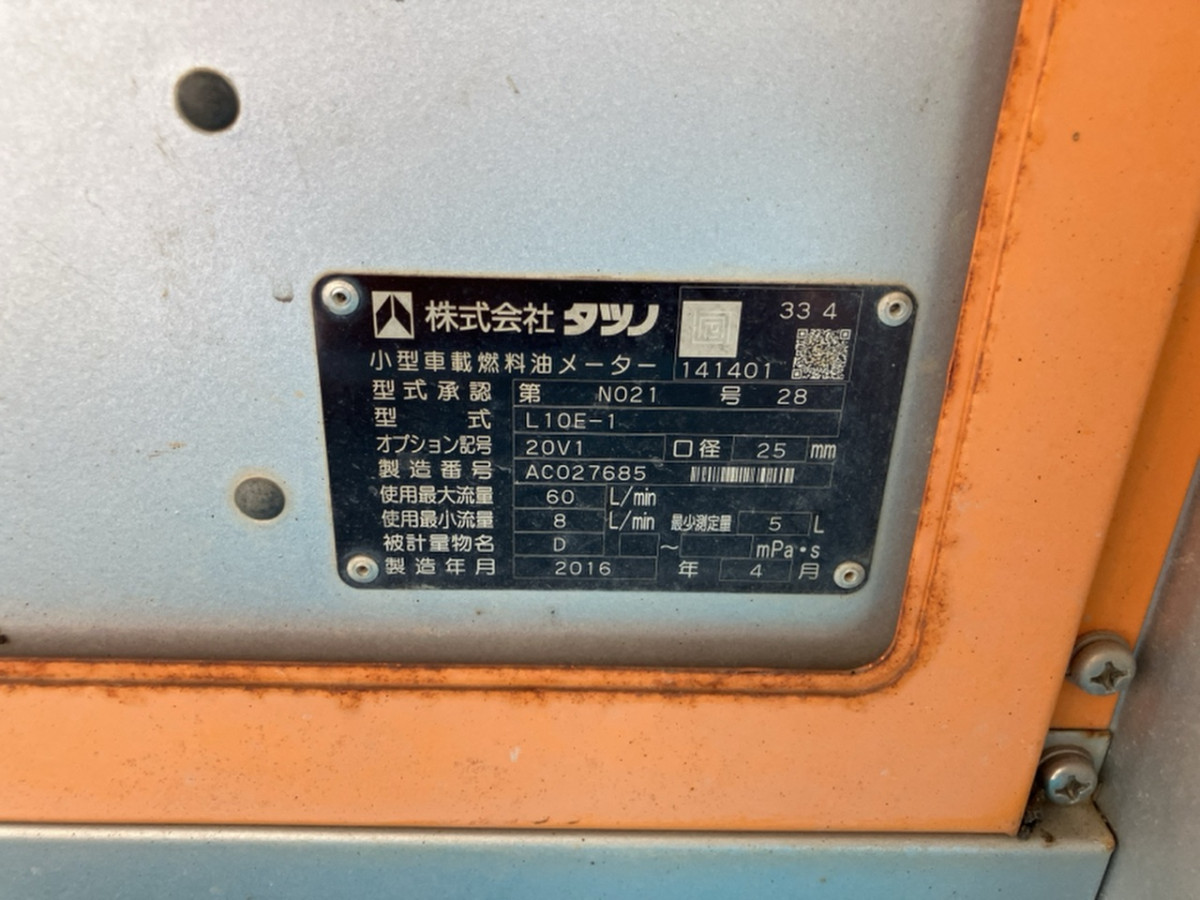 株式会社 タツノ
33 4
141401
小型車載燃料油メーター
型式承認 第 N021 号 28
型式 L10E-1
オプション記号 20V1 口径 25 mm
製造番号 AC027685
使用最大流量 60 L/min
使用最小流量 8 L/min 最少測定量 5 L
被計量物名 D ～ mPa・s
製造年月 2016 年 4 月